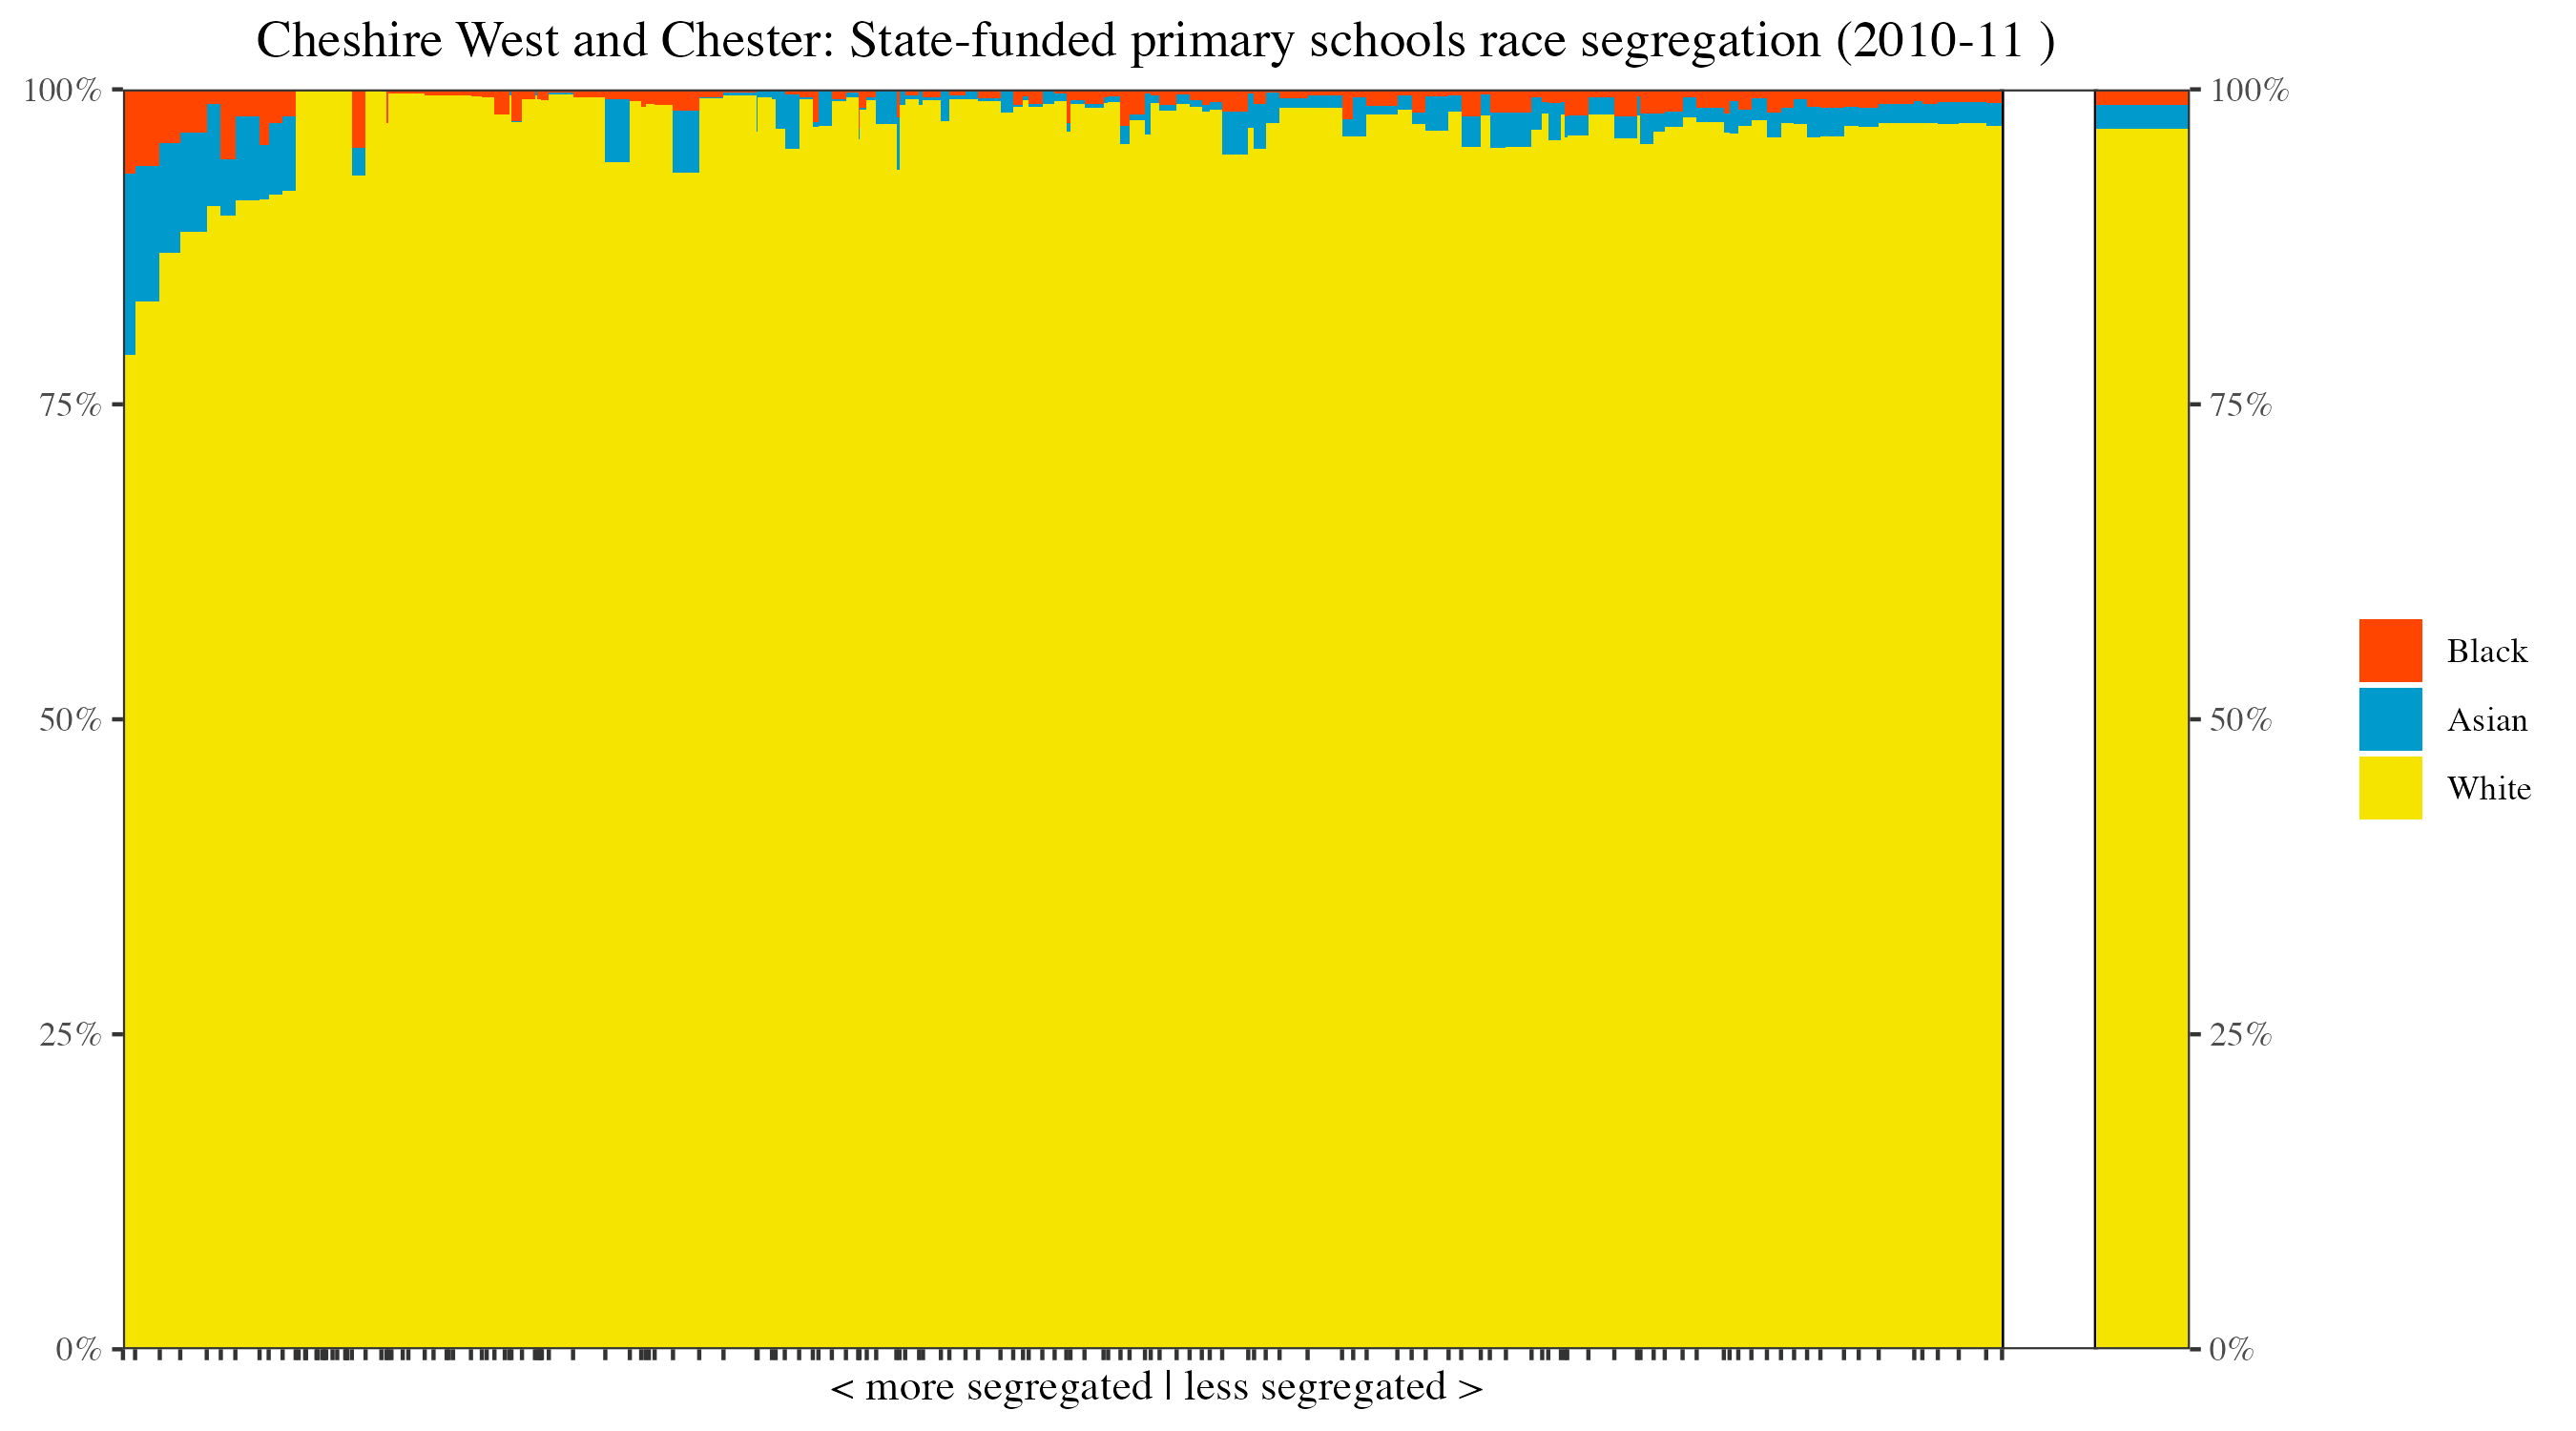 Cheshire West and Chester: State-funded primary schools race segregation (2010-11 )
100%
75%
50%
25%
0%
100%
75%
50%
25%
0%
Black
Asian
White
< more segregated | less segregated >